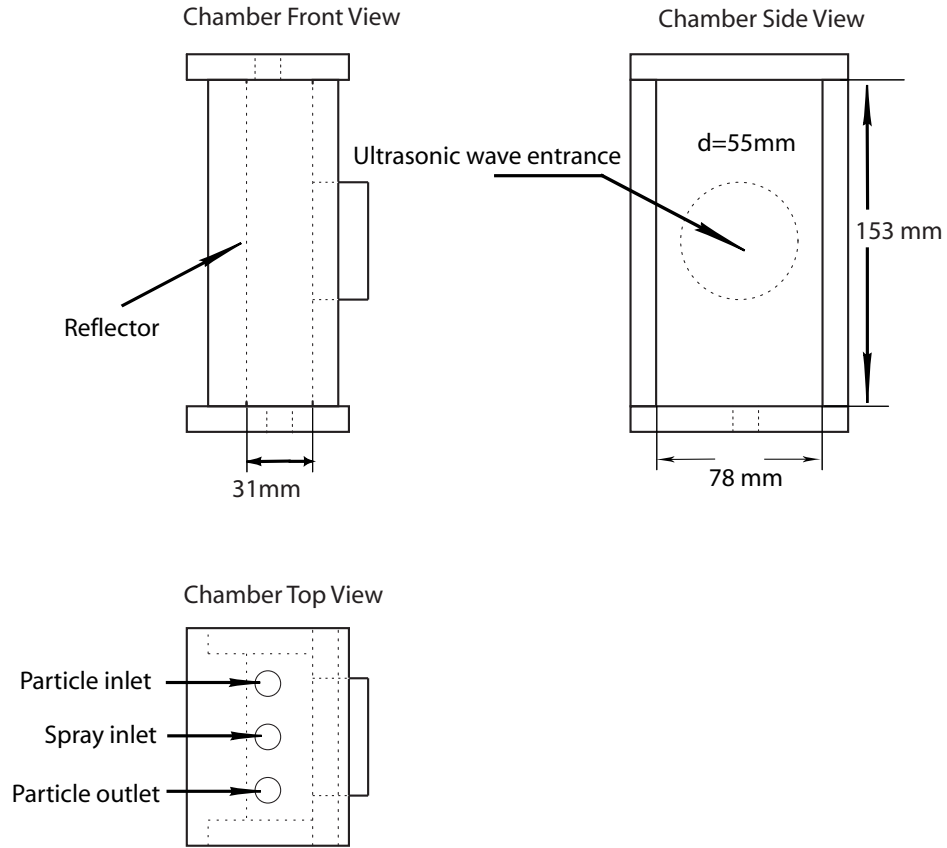 Chamber Front View
Chamber Side View
Ultrasonic wave entrance
d=55mm
153 mm
Reflector
31mm
78 mm
Chamber Top View
Particle inlet
Spray inlet
Particle outlet